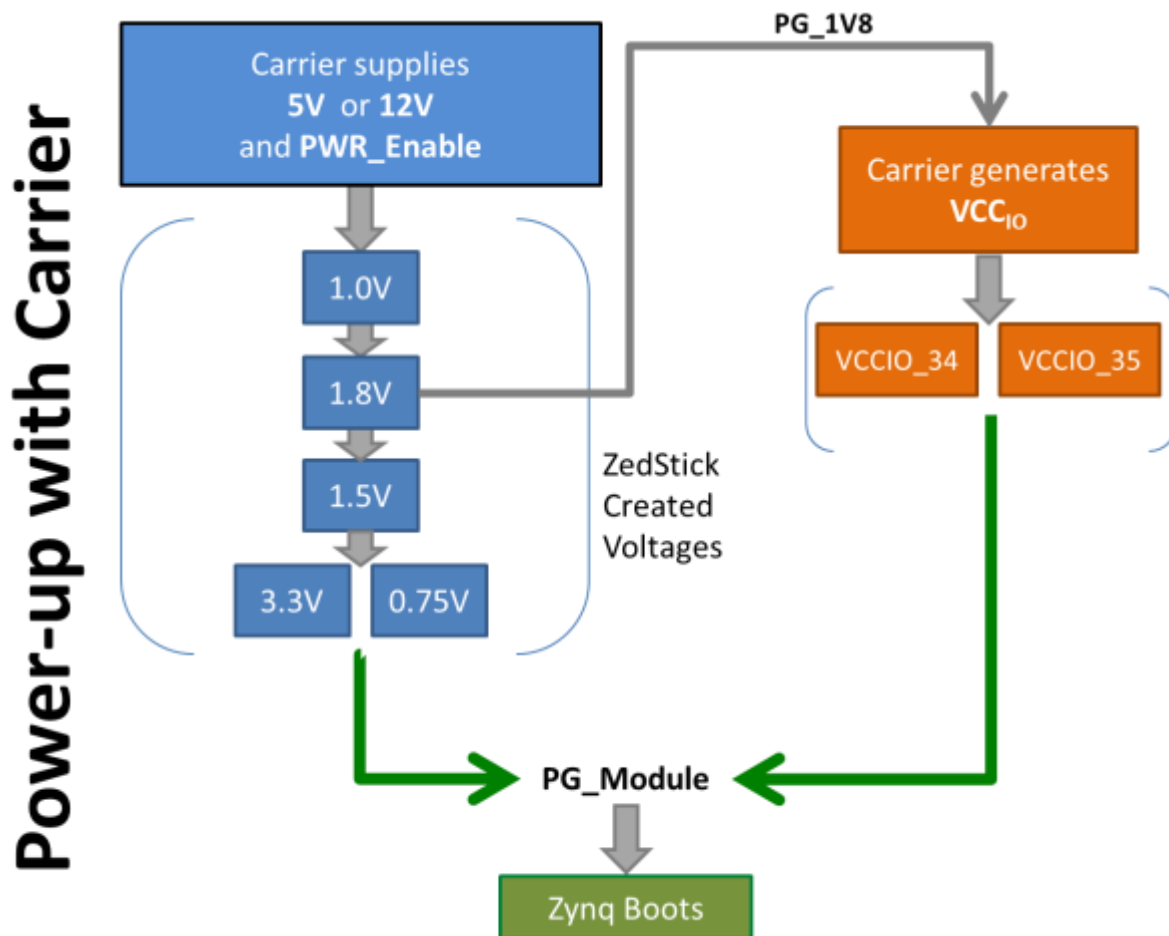 Power-up with Carrier
Carrier supplies
5V or 12V
and PWR_Enable
PG_1V8
Carrier generates
VCCIO
1.0V
1.8V
1.5V
3.3V
0.75V
ZedStick
Created
Voltages
VCCIO_34
VCCIO_35
PG_Module
Zynq Boots